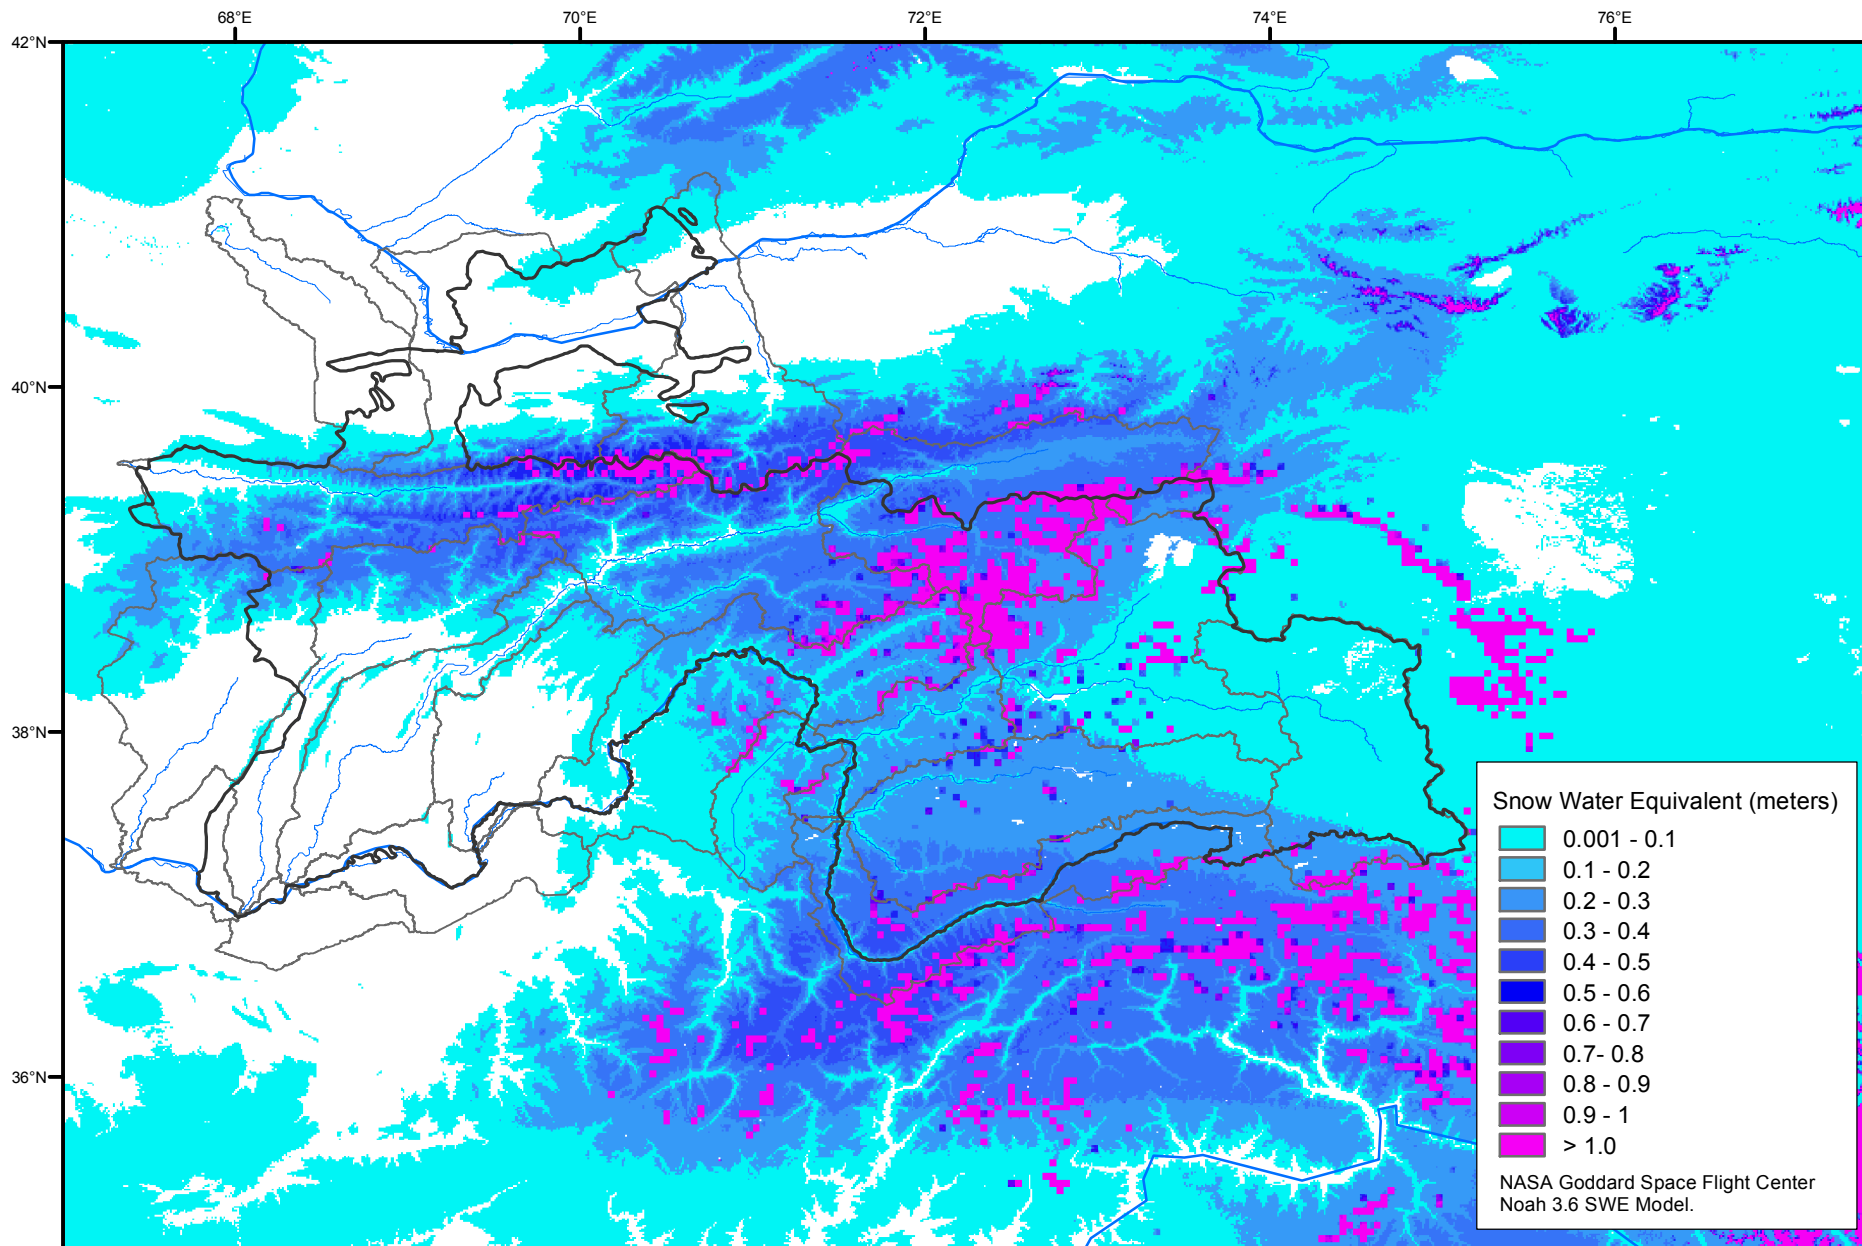 68°E 70°E 72°E 74°E 76°E
42°N
40°N
38°N
36°N
Snow Water Equivalent (meters)
0.001 - 0.1
0.1 - 0.2
0.2 - 0.3
0.3 - 0.4
0.4 - 0.5
0.5 - 0.6
0.6 - 0.7
0.7- 0.8
0.8 - 0.9
0.9 - 1
> 1.0
NASA Goddard Space Flight Center
Noah 3.6 SWE Model.